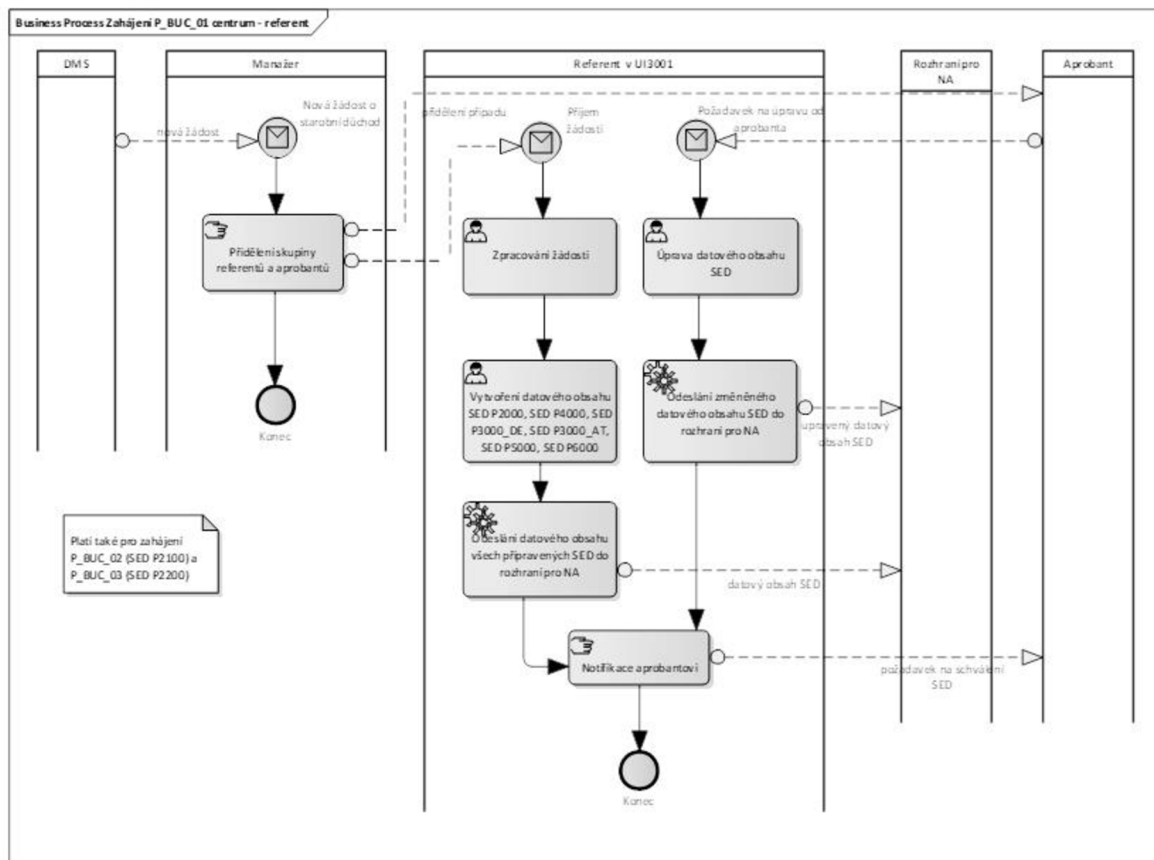 Business Process Zahájení P_BUC_01 centrum - referent
DMS
Manažer
Referent v UI3001
Rozhraní pro
NA
Aprobant
nová žádost
Nová žádost o
starobní důchod
přidělení případu
Příjem
žádostí
Požadavek na úpravu od
aprobanta
Přidělení skupiny
referentů a aprobantů
Zpracování žádostí
Úprava datového obsahu
SED
Konec
Vytvoření datového obsahu
SED P2000, SED P4000, SED
P3000_DE, SED P3000_AT,
SED P5000, SED P6000
Odeslání změněného
datového obsahu SED do
rozhraní pro NA
upravený datový
obsah SED
Platí také pro zahájení
P_BUC_02 (SED P2100) a
P_BUC_03 (SED P2200)
Odeslání datového obsahu
všech připravených SED do
rozhraní pro NA
datový obsah SED
Notifikace aprobantovi
požadavek na schválení
SED
Konec